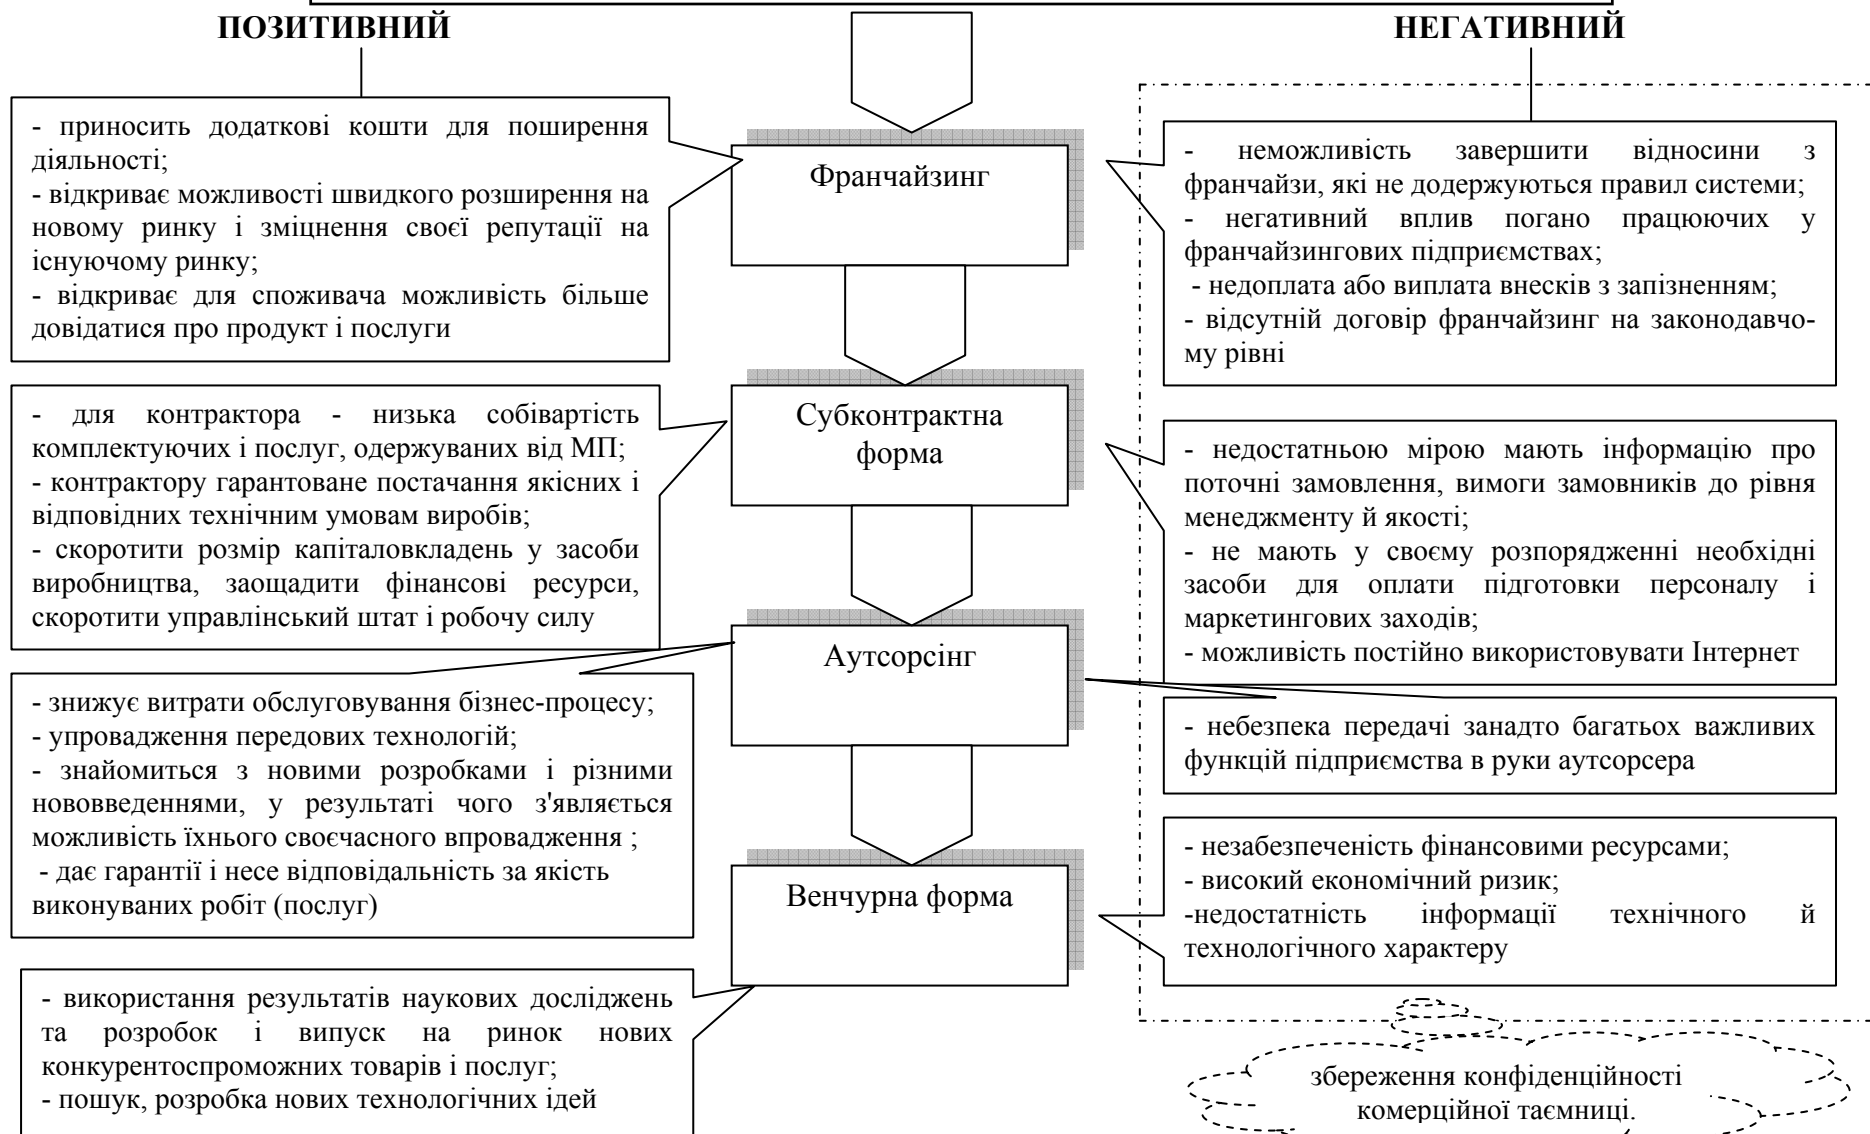 ПОЗИТИВНИЙ
НЕГАТИВНИЙ
- приносить додаткові кошти для поширення
діяльності;
- відкриває можливості швидкого розширення на
новому ринку і зміцнення своєї репутації на
існуючому ринку;
- відкриває для споживача можливість більше
довідатися про продукт і послуги
Франчайзинг
- неможливість завершити відносини з
франчайзи, які не додержуються правил системи;
- негативний вплив погано працюючих у
франчайзингових підприємствах;
- недоплата або виплата внесків з запізненням;
- відсутній договір франчайзинг на законодавчо-
му рівні
- для контрактора - низька собівартість
комплектуючих і послуг, одержуваних від МП;
- контрактору гарантоване постачання якісних і
відповідних технічним умовам виробів;
- скоротити розмір капіталовкладень у засоби
виробництва, заощадити фінансові ресурси,
скоротити управлінський штат і робочу силу
Субконтрактна
форма
- недостатньою мірою мають інформацію про
поточні замовлення, вимоги замовників до рівня
менеджменту й якості;
- не мають у своєму розпорядженні необхідні
засоби для оплати підготовки персоналу і
маркетингових заходів;
- можливість постійно використовувати Інтернет
- знижує витрати обслуговування бізнес-процесу;
- упровадження передових технологій;
- знайомиться з новими розробками і різними
нововведеннями, у результаті чого з'являється
можливість їхнього своєчасного впровадження ;
- дає гарантії і несе відповідальність за якість
виконуваних робіт (послуг)
Аутсорсінг
- небезпека передачі занадто багатьох важливих
функцій підприємства в руки аутсорсера
- використання результатів наукових досліджень
та розробок і випуск на ринок нових
конкурентоспроможних товарів і послуг;
- пошук, розробка нових технологічних ідей
Венчурна форма
- незабезпеченість фінансовими ресурсами;
- високий економічний ризик;
-недостатність інформації технічного й
технологічного характеру
збереження конфіденційності
комерційної таємниці.